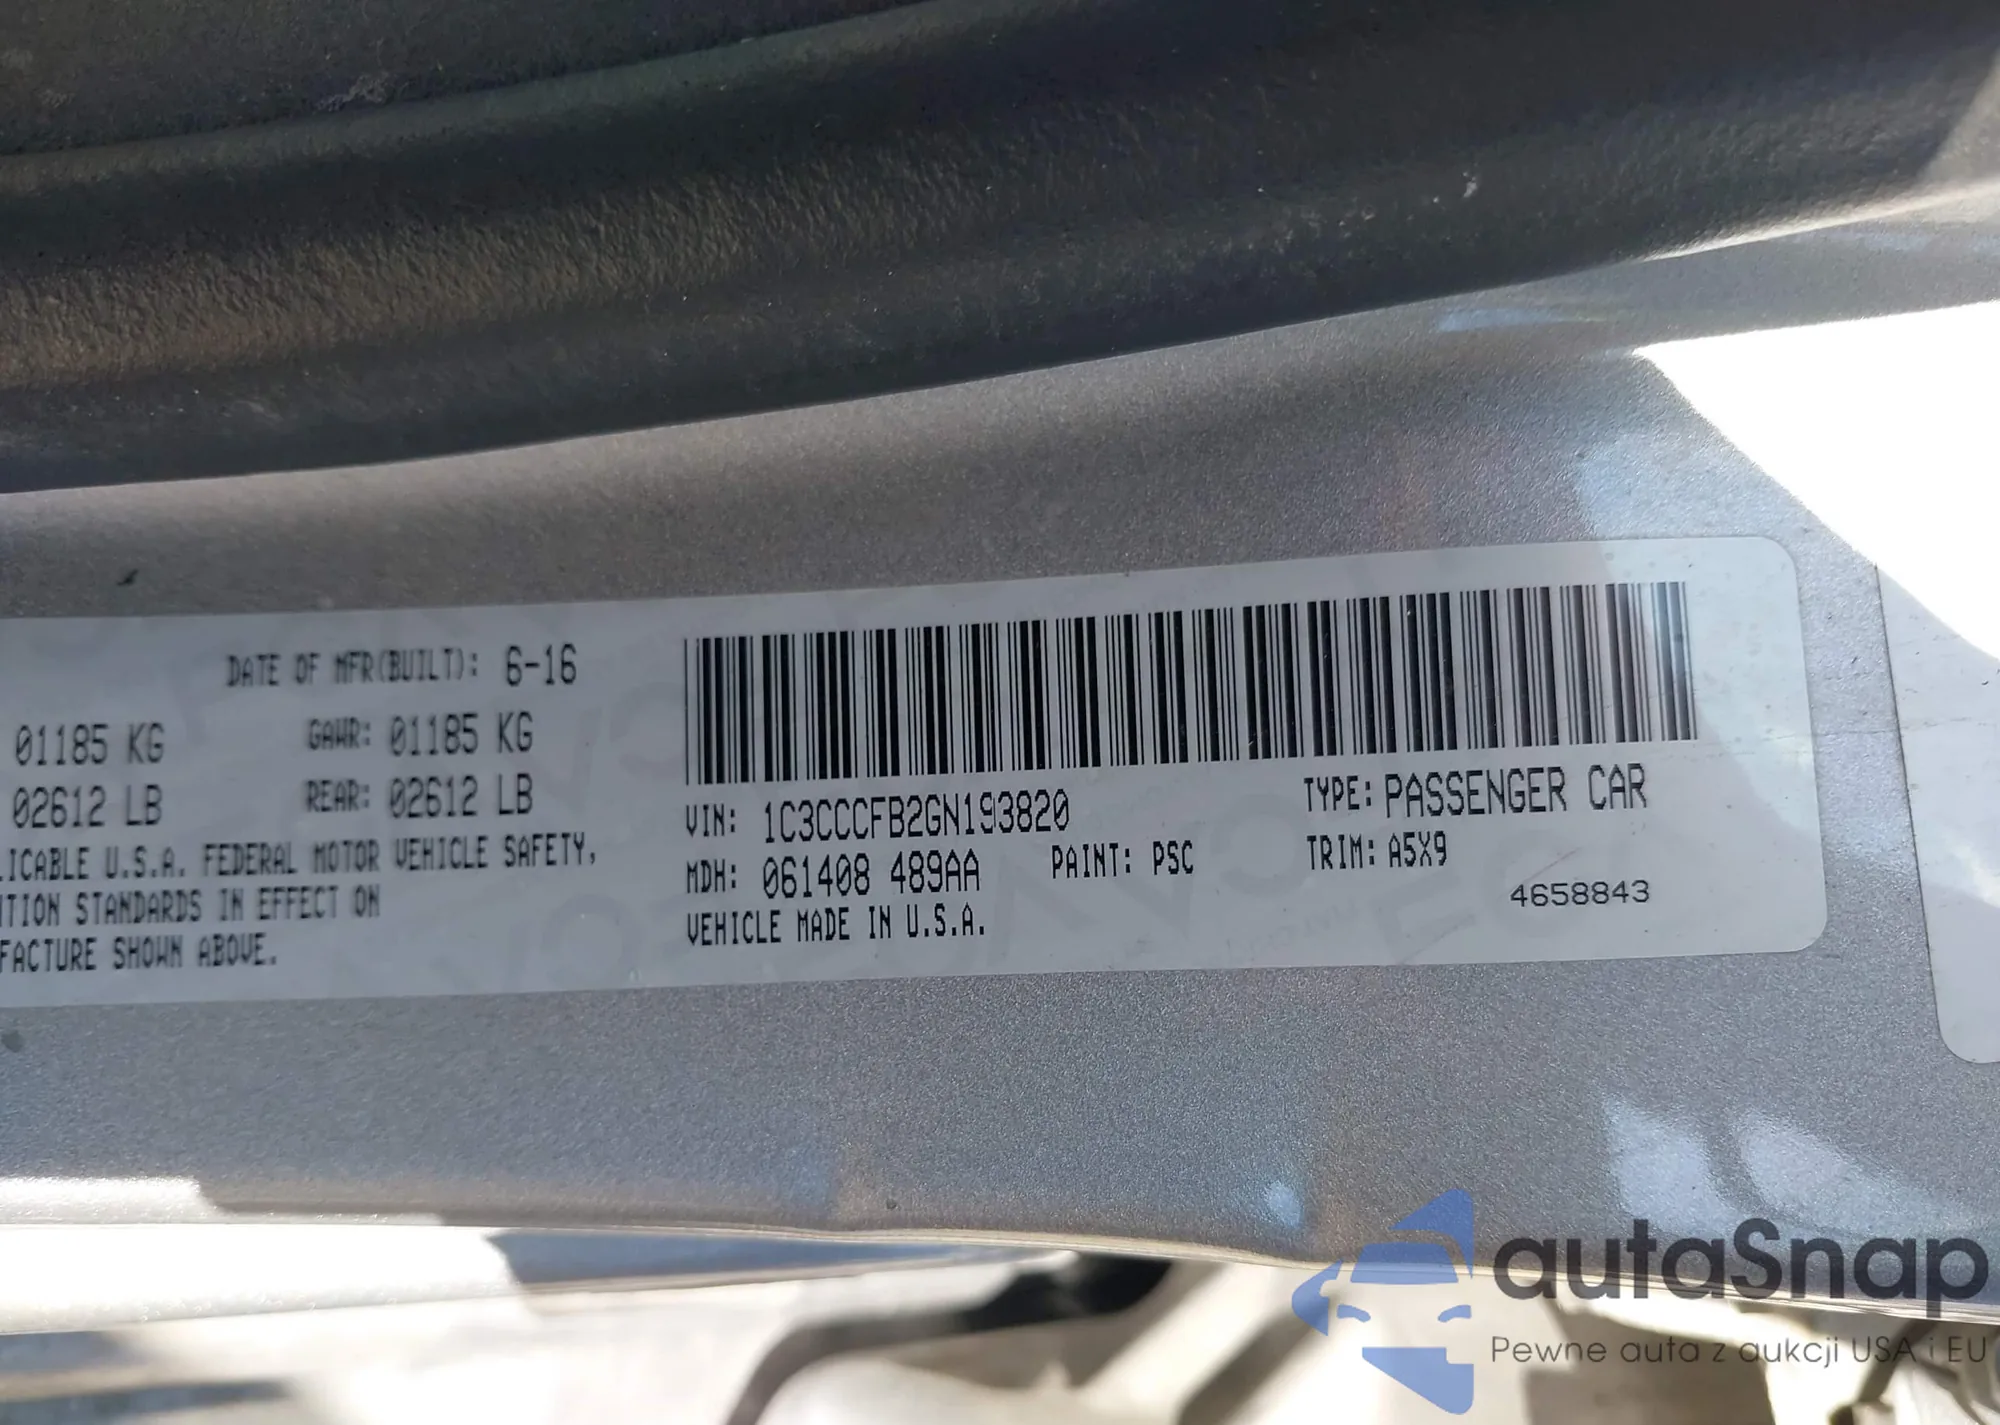 DATE OF MFR(BUILT): 6-16
01185 KG GAWR: 01185 KG
02612 LB REAR: 02612 LB
LICABLE U.S.A. FEDERAL MOTOR VEHICLE SAFETY,
TION STANDARDS IN EFFECT ON
FACTURE SHOWN ABOVE.
VIN: 1C3CCCFB2GN193820
TYPE: PASSENGER CAR
MDH: 061408 489AA PAINT: PSC TRIM: A5X9
VEHICLE MADE IN U.S.A.
4658843
autaSnap
Pewne auta z aukcji USA i EU